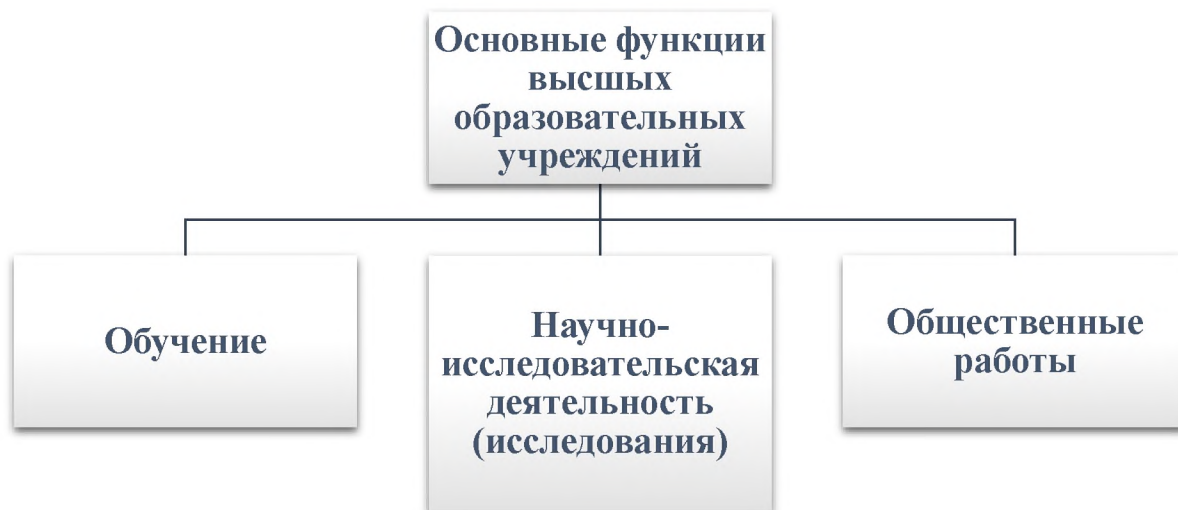 Основные функции
высших
образовательных
учреждений
Обучение
Научно-
исследовательская
деятельность
(исследования)
Общественные
работы